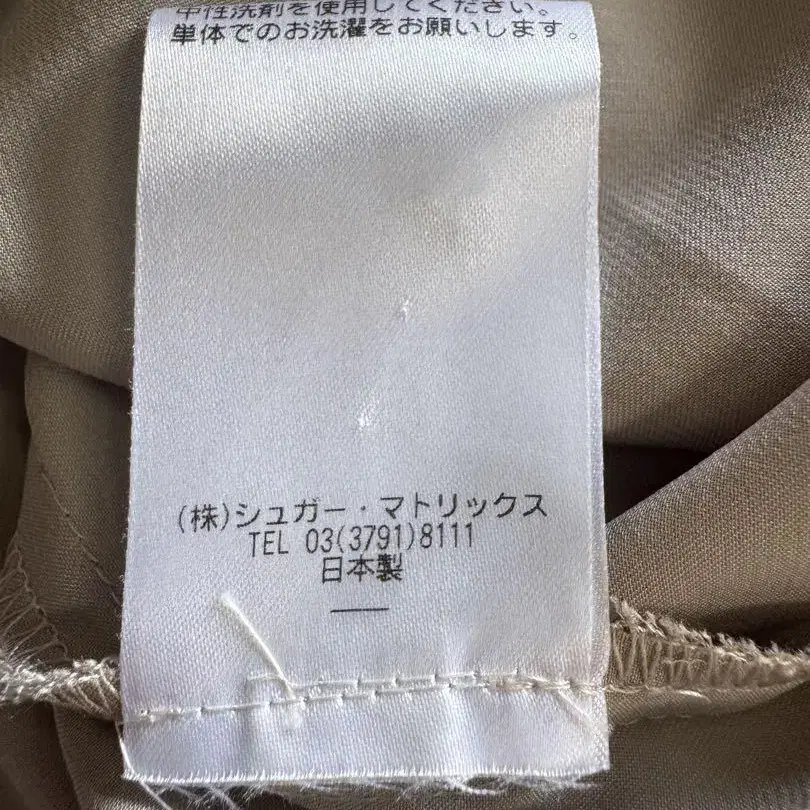 中性洗剤を使用してください。
単体でのお洗濯をお願いします。
(株)シュガー・マトリックス
TEL 03(3791)8111
日本製